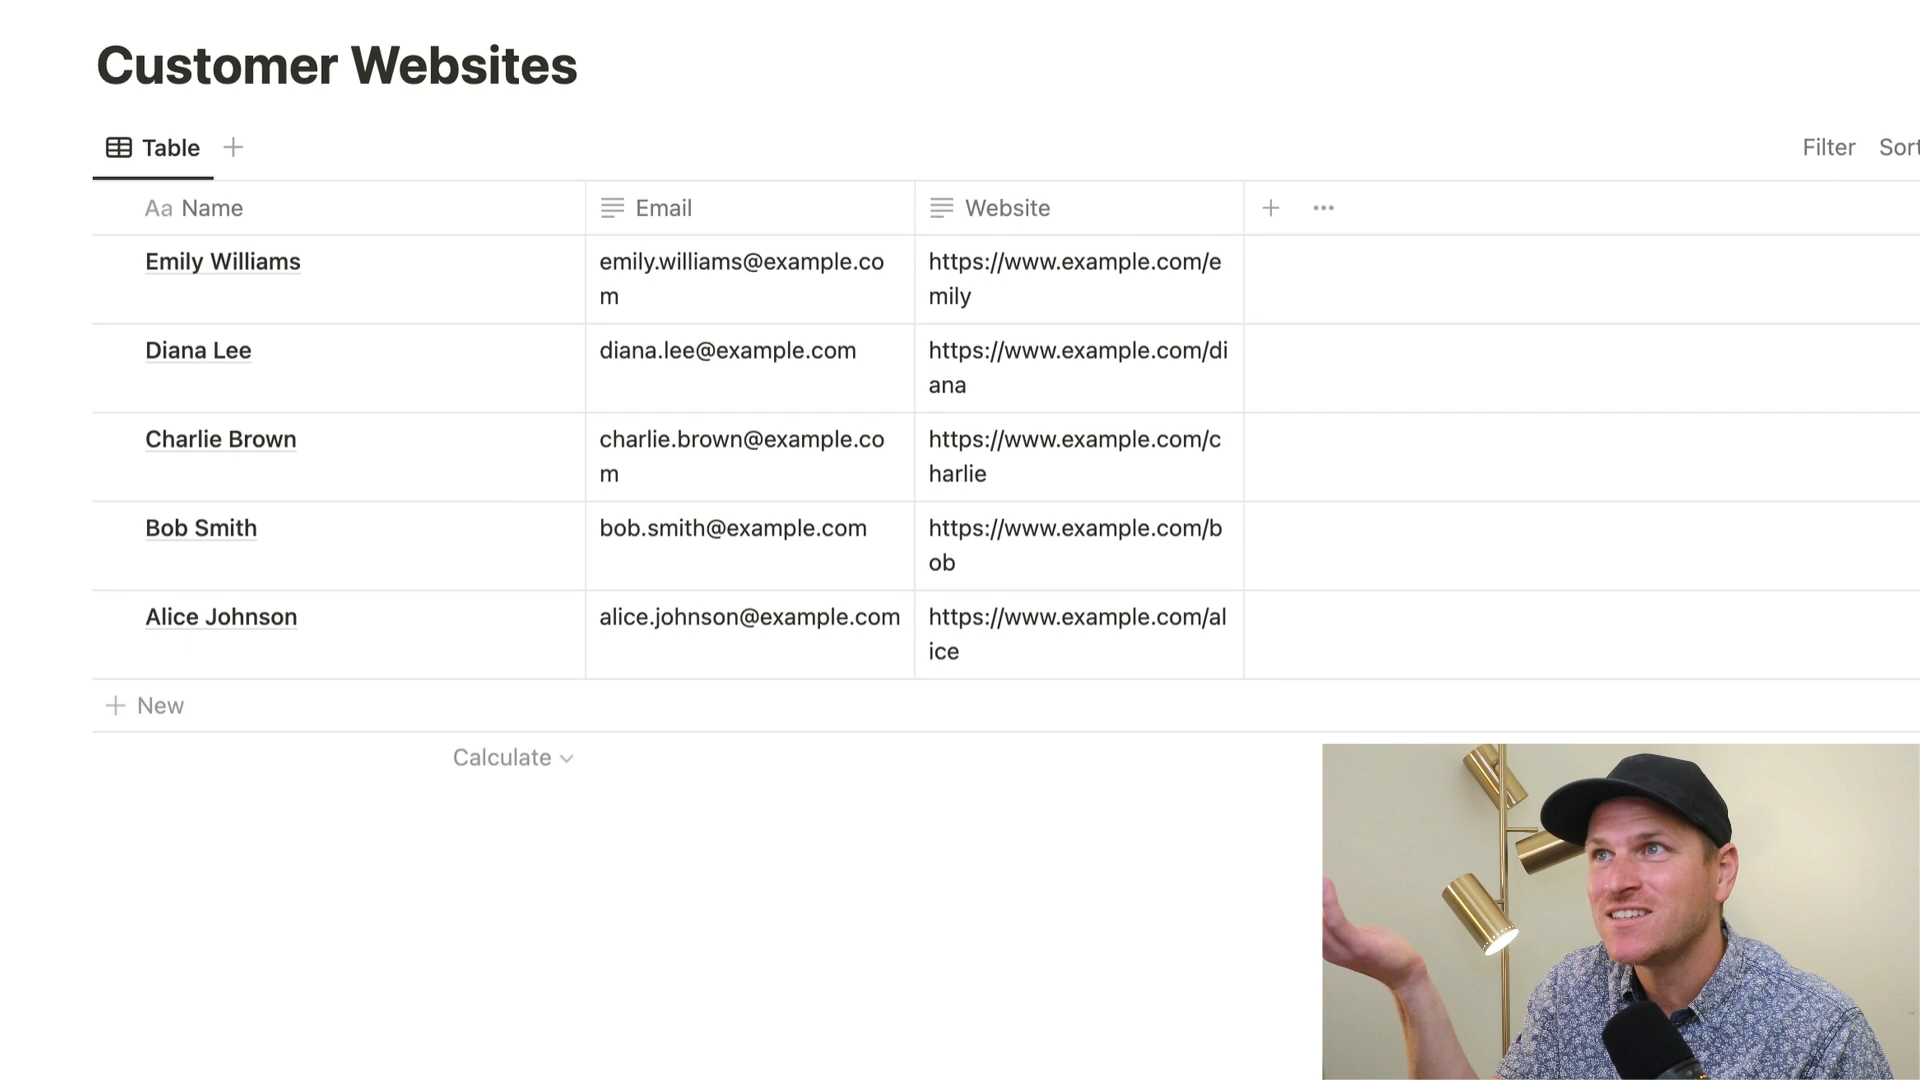 Customer Websites
Table
Filter Sort
Aa Name Email Website
Emily Williams emily.williams@example.co https://www.example.com/e
m mily
Diana Lee diana.lee@example.com https://www.example.com/di
ana
Charlie Brown charlie.brown@example.co https://www.example.com/c
m harlie
Bob Smith bob.smith@example.com https://www.example.com/b
ob
Alice Johnson alice.johnson@example.com https://www.example.com/al
ice
New
Calculate